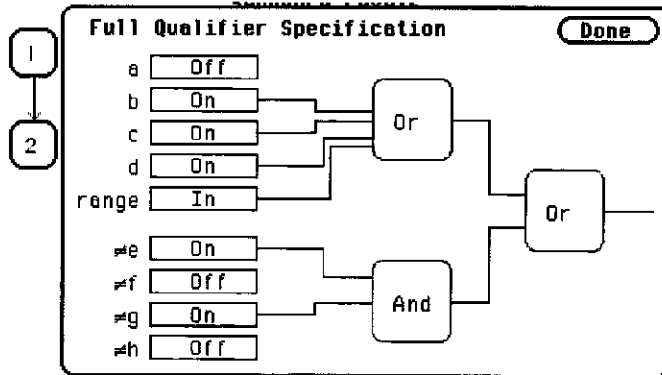 Full Qualifier Specification Done
1
a Off
b On
c On
Or
2
d On
range In
Or
≠e On
≠f Off
And
≠g On
≠h Off